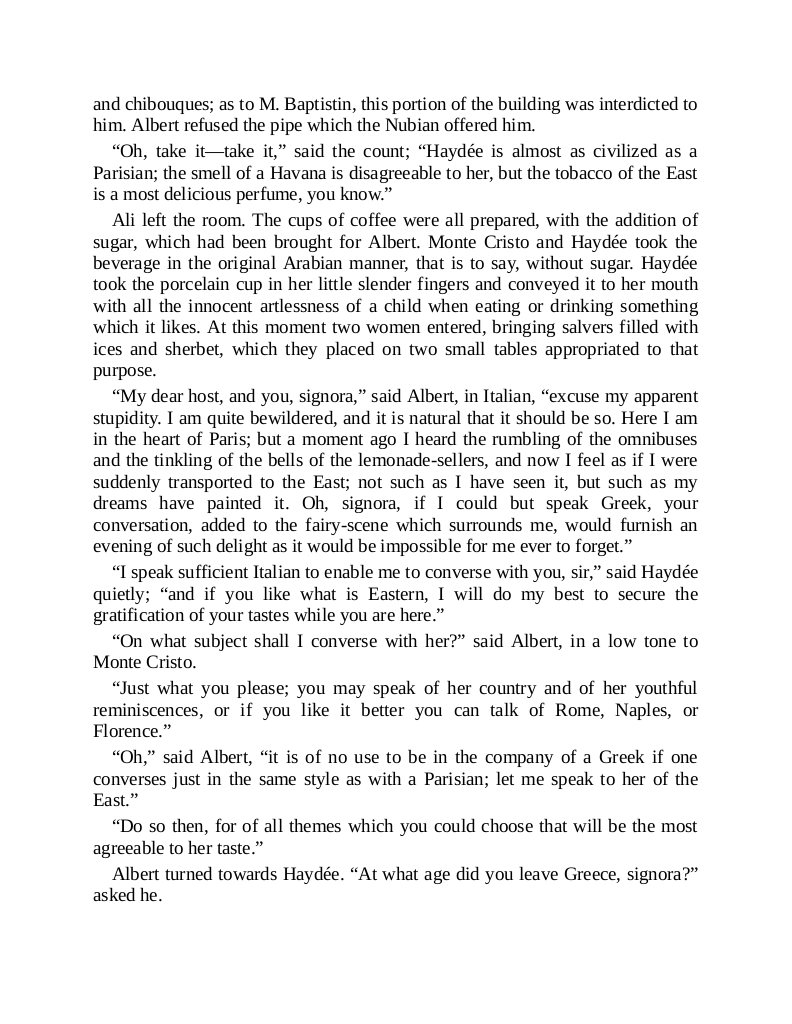 and chibouques; as to M. Baptistin, this portion of the building was interdicted to
him. Albert refused the pipe which the Nubian offered him.
“Oh, take it—take it,” said the count; “Haydée is almost as civilized as a
Parisian; the smell of a Havana is disagreeable to her, but the tobacco of the East
is a most delicious perfume, you know.”
Ali left the room. The cups of coffee were all prepared, with the addition of
sugar, which had been brought for Albert. Monte Cristo and Haydée took the
beverage in the original Arabian manner, that is to say, without sugar. Haydée
took the porcelain cup in her little slender fingers and conveyed it to her mouth
with all the innocent artlessness of a child when eating or drinking something
which it likes. At this moment two women entered, bringing salvers filled with
ices and sherbet, which they placed on two small tables appropriated to that
purpose.
“My dear host, and you, signora,” said Albert, in Italian, “excuse my apparent
stupidity. I am quite bewildered, and it is natural that it should be so. Here I am
in the heart of Paris; but a moment ago I heard the rumbling of the omnibuses
and the tinkling of the bells of the lemonade-sellers, and now I feel as if I were
suddenly transported to the East; not such as I have seen it, but such as my
dreams have painted it. Oh, signora, if I could but speak Greek, your
conversation, added to the fairy-scene which surrounds me, would furnish an
evening of such delight as it would be impossible for me ever to forget.”
“I speak sufficient Italian to enable me to converse with you, sir,” said Haydée
quietly; “and if you like what is Eastern, I will do my best to secure the
gratification of your tastes while you are here.”
“On what subject shall I converse with her?” said Albert, in a low tone to
Monte Cristo.
“Just what you please; you may speak of her country and of her youthful
reminiscences, or if you like it better you can talk of Rome, Naples, or
Florence.”
“Oh,” said Albert, “it is of no use to be in the company of a Greek if one
converses just in the same style as with a Parisian; let me speak to her of the
East.”
“Do so then, for of all themes which you could choose that will be the most
agreeable to her taste.”
Albert turned towards Haydée. “At what age did you leave Greece, signora?”
asked he.